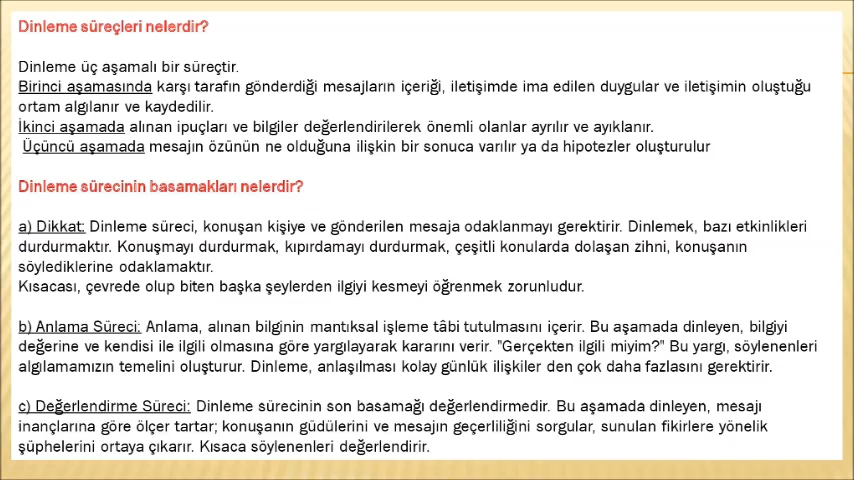 Dinleme süreçleri nelerdir?
Dinleme üç aşamalı bir süreçtir.
Birinci aşamasında karşı tarafın gönderdiği mesajların içeriği, iletişimde ima edilen duygular ve iletişimin oluştuğu
ortam algılanır ve kaydedilir.
İkinci aşamada alınan ipuçları ve bilgiler değerlendirilerek önemli olanlar ayrılır ve ayıklanır.
Üçüncü aşamada mesajın özünün ne olduğuna ilişkin bir sonuca varılır ya da hipotezler oluşturulur
Dinleme sürecinin basamakları nelerdir?
a) Dikkat: Dinleme süreci, konuşan kişiye ve gönderilen mesaja odaklanmayı gerektirir. Dinlemek, bazı etkinlikleri
durdurmaktır. Konuşmayı durdurmak, kıpırdamayı durdurmak, çeşitli konularda dolaşan zihni, konuşanın
söylediklerine odaklamaktır.
Kısacası, çevrede olup biten başka şeylerden ilgiyi kesmeyi öğrenmek zorunludur.
b) Anlama Süreci: Anlama, alınan bilginin mantıksal işleme tâbi tutulmasını içerir. Bu aşamada dinleyen, bilgiyi
değerine ve kendisi ile ilgili olmasına göre yargılayarak kararını verir. "Gerçekten ilgili miyim?" Bu yargı, söylenenleri
algılamamızın temelini oluşturur. Dinleme, anlaşılması kolay günlük ilişkiler den çok daha fazlasını gerektirir.
c) Değerlendirme Süreci: Dinleme sürecinin son basamağı değerlendirmedir. Bu aşamada dinleyen, mesajı
inançlarına göre ölçer tartar; konuşanın güdülerini ve mesajın geçerliliğini sorgular, sunulan fikirlere yönelik
şüphelerini ortaya çıkarır. Kısaca söylenenleri değerlendirir.